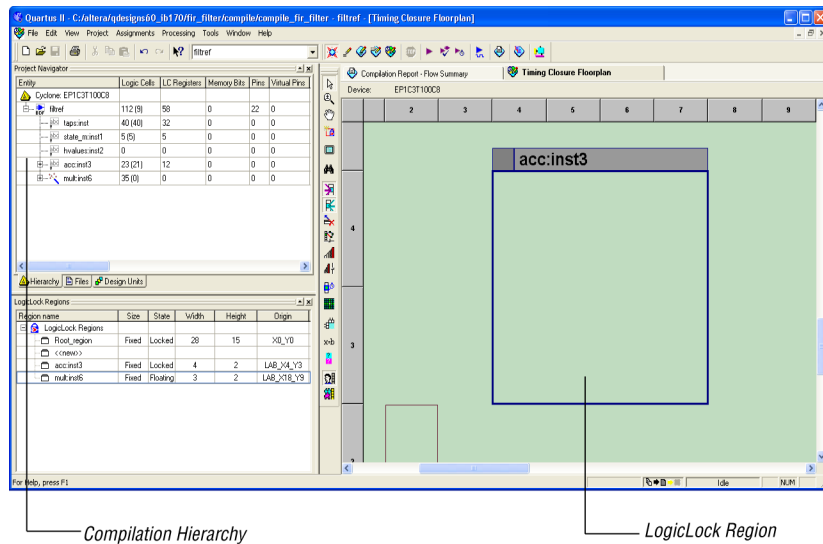 Quartus II - C:/altera/qdesigns60_ib170/fir_filter/compile/compile_fir_filter - filtref - [Timing Closure Floorplan]
File Edit View Project Assignments Processing Tools Window Help
filtref
Project Navigator
Entity Logic Cells LC Registers Memory Bits Pins Virtual Pins
Cyclone: EP1C3T100C8
filtref 112 (9) 58 0 22 0
taps:inst 40 (40) 32 0 0 0
state_m:inst1 5 (5) 5 0 0 0
hvalues:inst2 0 0 0 0 0
acc:inst3 23 (21) 12 0 0 0
mult:inst6 35 (0) 0 0 0 0
Hierarchy Files Design Units
LogicLock Regions
Region name Size State Width Height Origin
LogicLock Regions
Root_region Fixed Locked 28 15 X0_Y0
<<new>>
acc:inst3 Fixed Locked 4 2 LAB_X4_Y3
mult:inst6 Fixed Floating 3 2 LAB_X18_Y9
Compilation Report - Flow Summary Timing Closure Floorplan
Device: EP1C3T100C8
2 3 4 5 6 7 8 9
acc:inst3
4
3
2
For Help, press F1
Idle NUM
Compilation Hierarchy
LogicLock Region